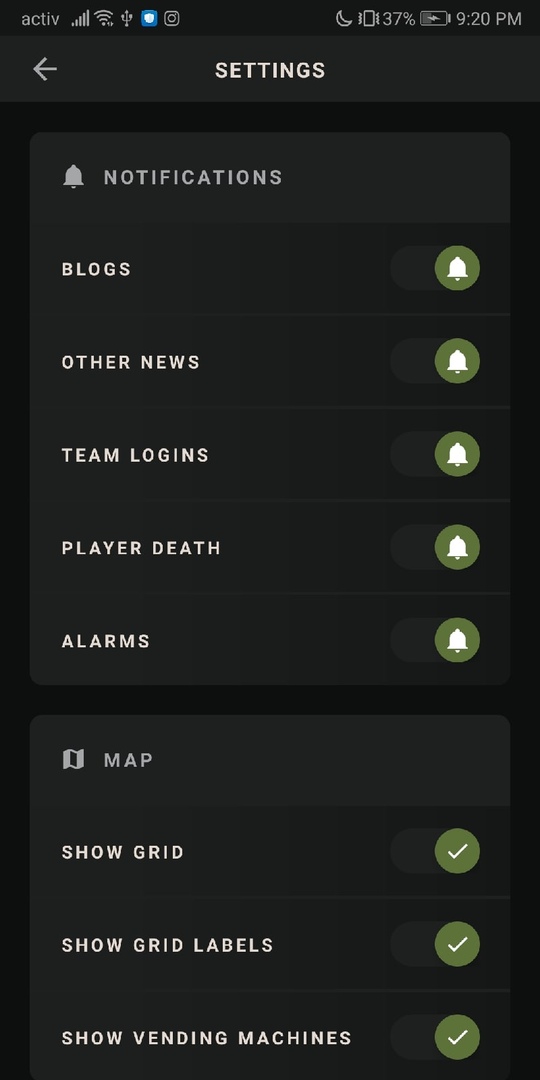 activ 37% 9:20 PM
SETTINGS
NOTIFICATIONS
BLOGS
OTHER NEWS
TEAM LOGINS
PLAYER DEATH
ALARMS
MAP
SHOW GRID
SHOW GRID LABELS
SHOW VENDING MACHINES